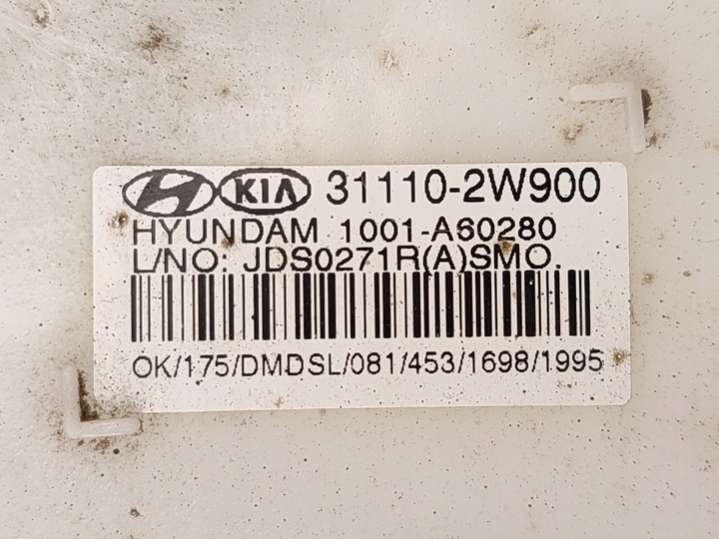 KIA 31110-2W900
HYUNDAM 1001-A60280
L/NO: JDS0271R(A)SMO.
OK/175/DMDSL/081/453/1698/1995